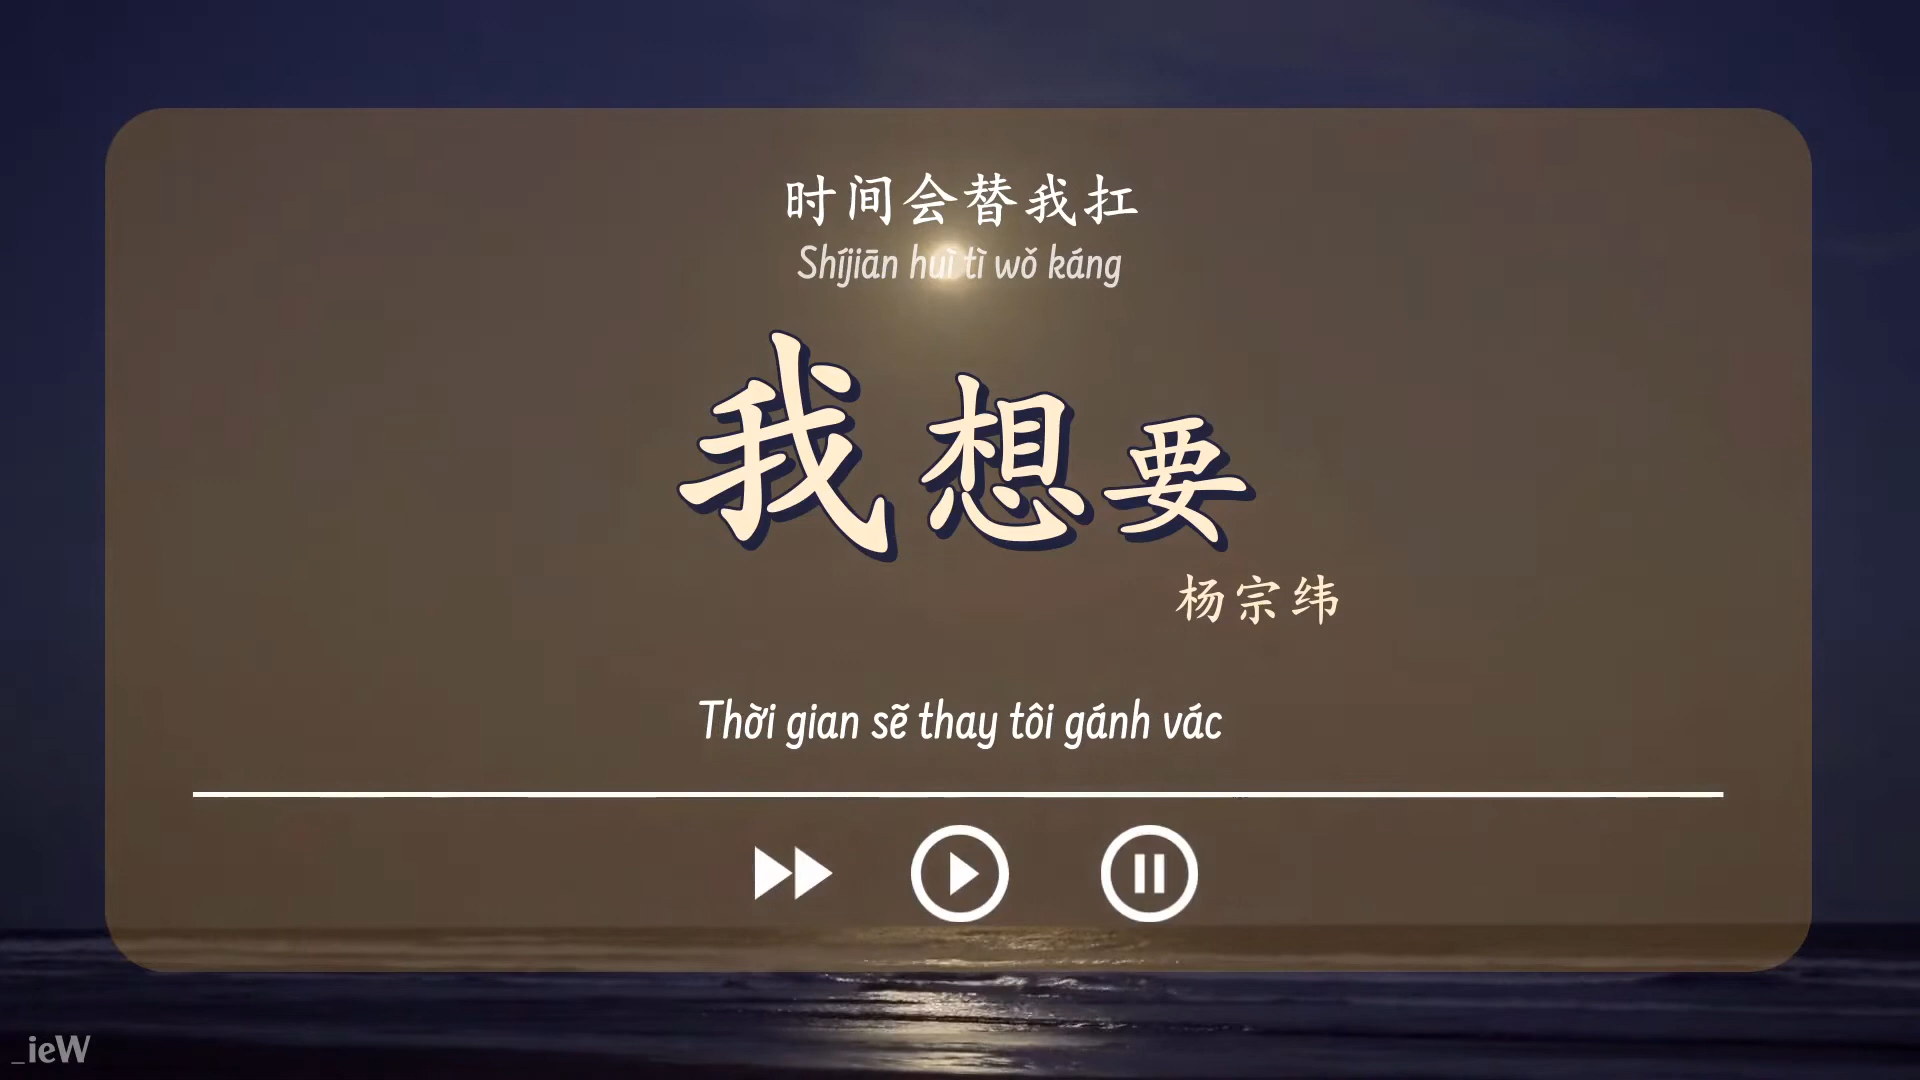 时间会替我扛
Shíjiān huì tì wǒ káng
我想要
杨宗纬
Thời gian sẽ thay tôi gánh vác
_ieW